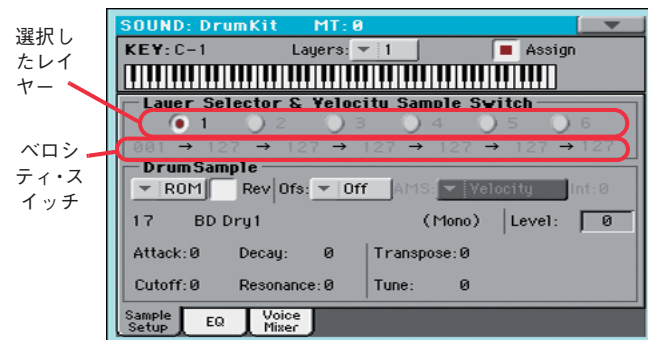 選択し
たレイ
ヤー
ベロシ
ティ・ス
イッチ
SOUND: DrumKit MT:0
KEY: C-1 Layers: 1 Assign
Layer Selector & Velocity Sample Switch
1 2 3 4 5 6
001 → 127 → 127 → 127 → 127 → 127 → 127
DrumSample
ROM Rev Ofs: Off AMS: Velocity Int:0
17 BD Dry1 (Mono) Level: 0
Attack:0 Decay: 0 Transpose:0
Cutoff:0 Resonance:0 Tune: 0
Sample
Setup
EQ
Voice
Mixer